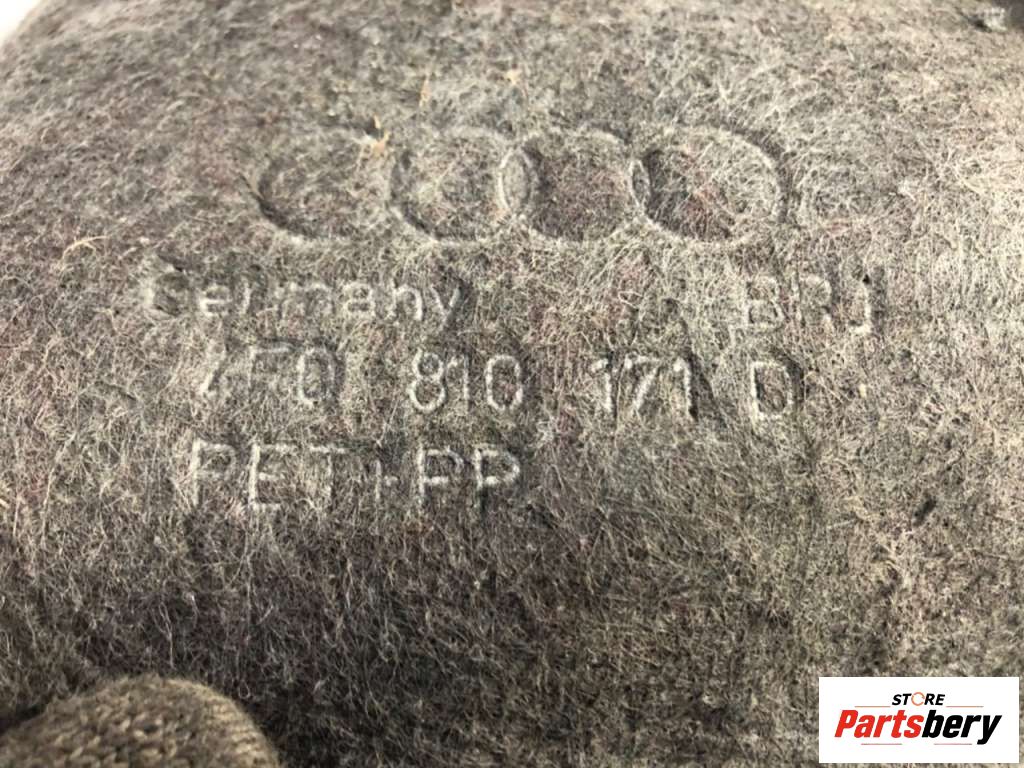 Germany BRJ
4F0 810 171 D
PET+PP
STORE
Partsbery